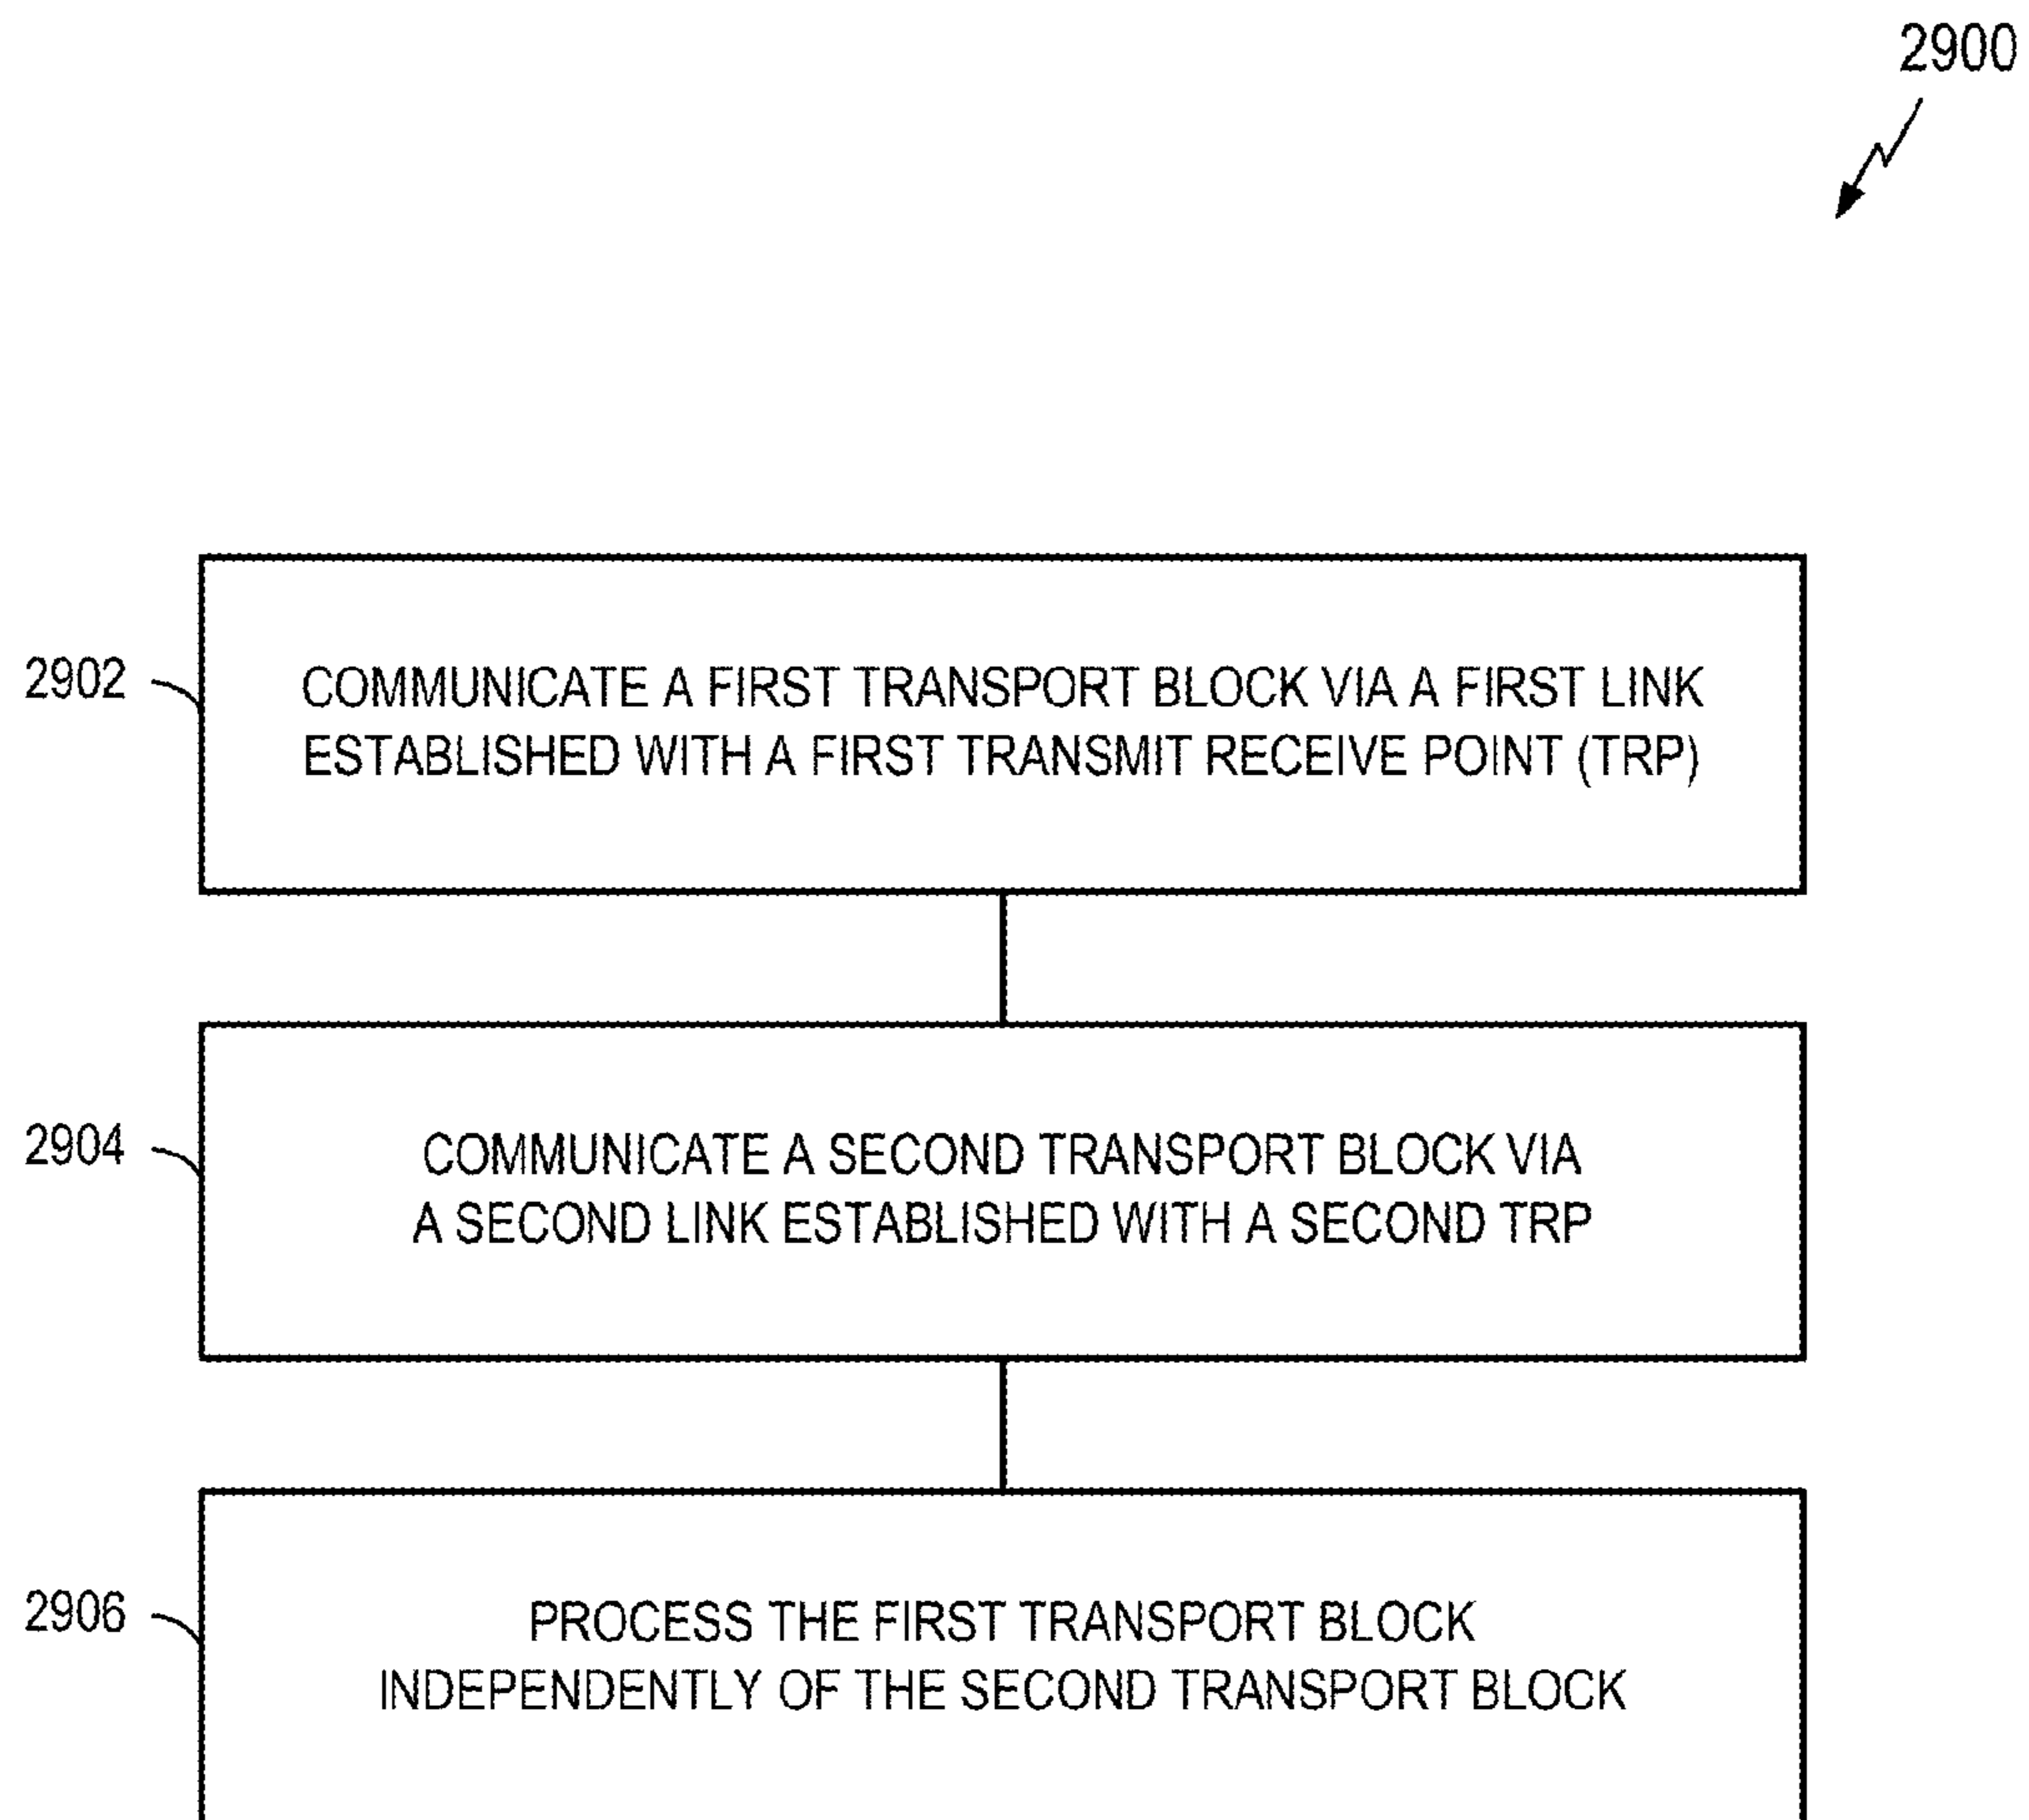 2900
2902
COMMUNICATE A FIRST TRANSPORT BLOCK VIA A FIRST LINK
ESTABLISHED WITH A FIRST TRANSMIT RECEIVE POINT (TRP)
2904
COMMUNICATE A SECOND TRANSPORT BLOCK VIA
A SECOND LINK ESTABLISHED WITH A SECOND TRP
2906
PROCESS THE FIRST TRANSPORT BLOCK
INDEPENDENTLY OF THE SECOND TRANSPORT BLOCK